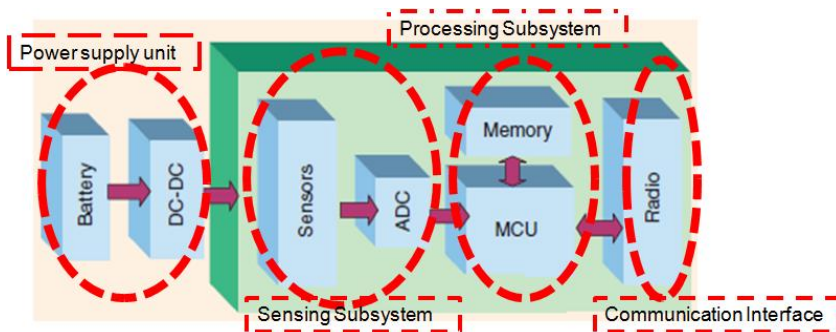 Processing Subsystem
Power supply unit
Battery
DC-DC
Sensors
ADC
Memory
MCU
Radio
Sensing Subsystem
Communication Interface